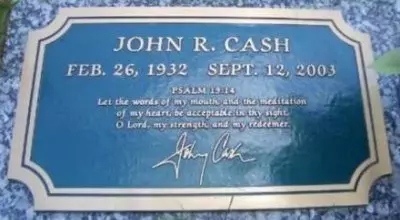 JOHN R. CASH
FEB. 26, 1932 SEPT. 12, 2003
PSALM 19:14
Let the words of my mouth, and the meditation
of my heart, be acceptable in thy sight,
O Lord, my strength, and my redeemer.
Johnny Cash